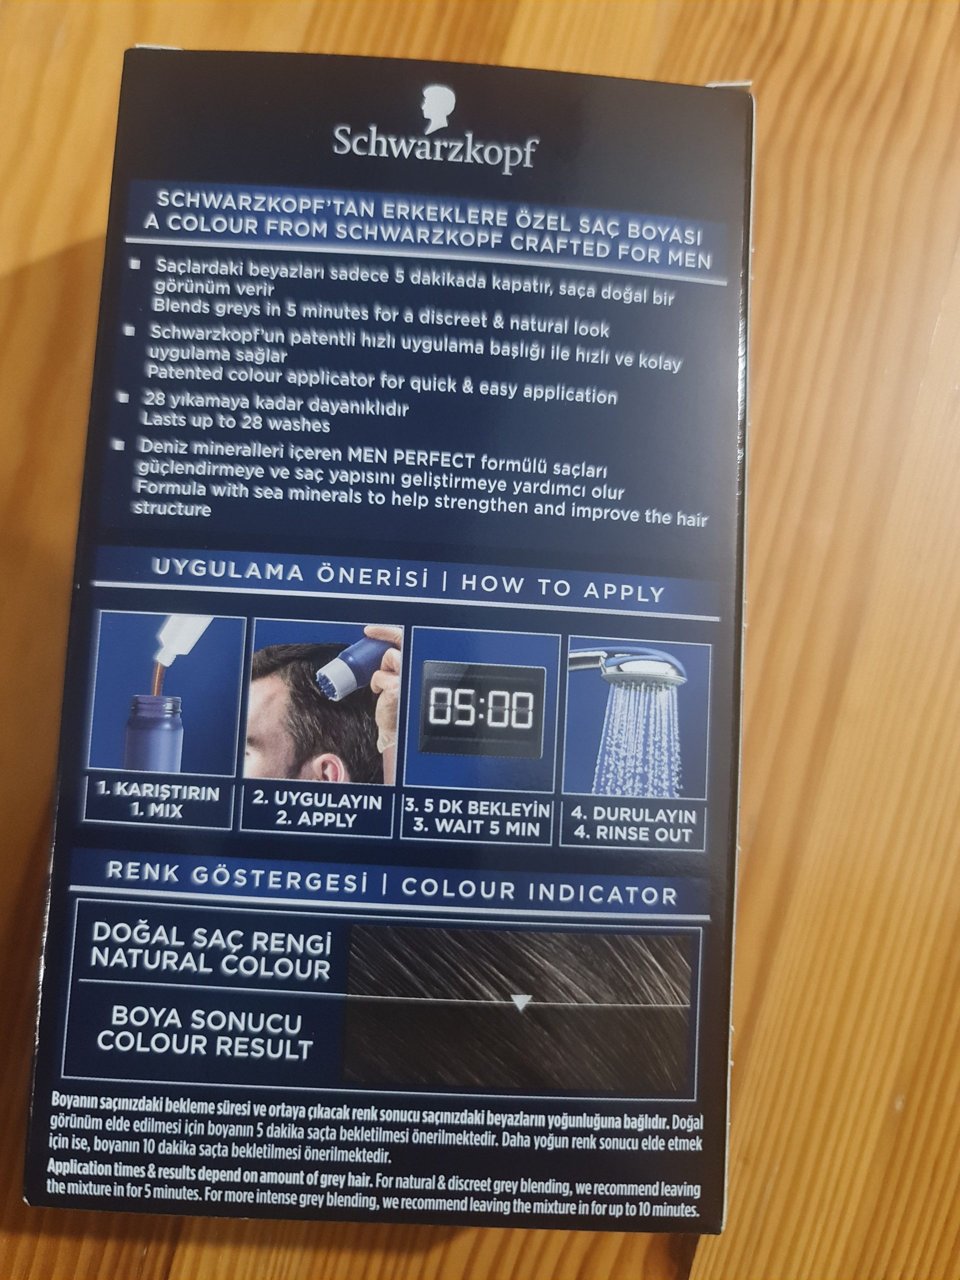 Schwarzkopf
SCHWARZKOPF'TAN ERKEKLERE ÖZEL SAÇ BOYASI
A COLOUR FROM SCHWARZKOPF CRAFTED FOR MEN
▪ Saçlardaki beyazları sadece 5 dakikada kapatır, saça doğal bir
görünüm verir
Blends greys in 5 minutes for a discreet & natural look
▪ Schwarzkopf'un patentli hızlı uygulama başlığı ile hızlı ve kolay
uygulama sağlar
Patented colour applicator for quick & easy application
▪ 28 yıkamaya kadar dayanıklıdır
Lasts up to 28 washes
▪ Deniz mineralleri içeren MEN PERFECT formülü saçları
güçlendirmeye ve saç yapısını geliştirmeye yardımcı olur
Formula with sea minerals to help strengthen and improve the hair
structure
UYGULAMA ÖNERİSİ | HOW TO APPLY
05:00
1. KARIŞTIRIN
1. MIX
2. UYGULAYIN
2. APPLY
3. 5 DK BEKLEYİN
3. WAIT 5 MIN
4. DURULAYIN
4. RINSE OUT
RENK GÖSTERGESİ | COLOUR INDICATOR
DOĞAL SAÇ RENGİ
NATURAL COLOUR
BOYA SONUCU
COLOUR RESULT
Boyanın saçınızdaki bekleme süresi ve ortaya çıkacak renk sonucu saçınızdaki beyazların yoğunluğuna bağlıdır. Doğal
görünüm elde edilmesi için boyanın 5 dakika saçta bekletilmesi önerilmektedir. Daha yoğun renk sonucu elde etmek
için ise, boyanın 10 dakika saçta bekletilmesi önerilmektedir.
Application times & results depend on amount of grey hair. For natural & discreet grey blending, we recommend leaving
the mixture in for 5 minutes. For more intense grey blending, we recommend leaving the mixture in for up to 10 minutes.